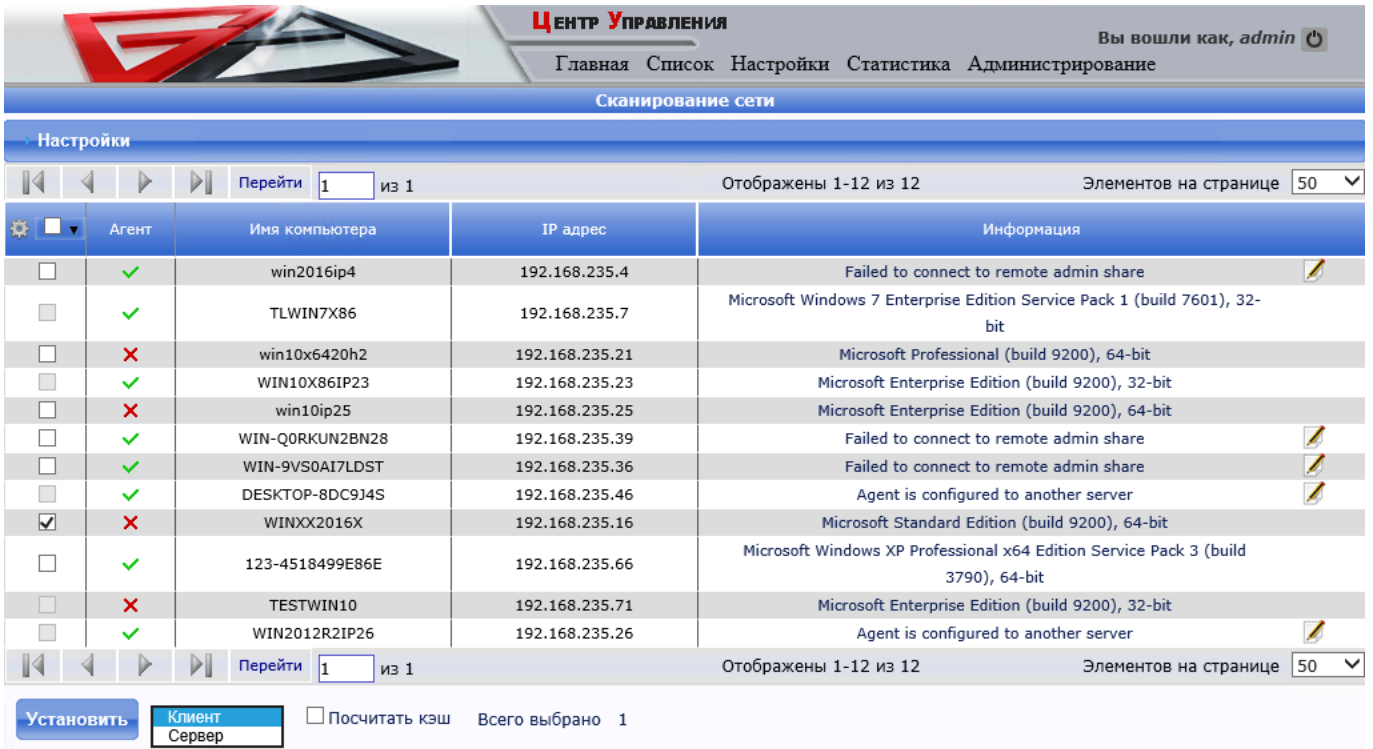 Центр Управления
Вы вошли как, admin
Главная Список Настройки Статистика Администрирование
Сканирование сети
Настройки
Перейти 1 из 1 Отображены 1-12 из 12 Элементов на странице 50
Агент Имя компьютера IP адрес Информация
win2016ip4 192.168.235.4 Failed to connect to remote admin share
TLWIN7X86 192.168.235.7 Microsoft Windows 7 Enterprise Edition Service Pack 1 (build 7601), 32-
bit
win10x6420h2 192.168.235.21 Microsoft Professional (build 9200), 64-bit
WIN10X86IP23 192.168.235.23 Microsoft Enterprise Edition (build 9200), 32-bit
win10ip25 192.168.235.25 Microsoft Enterprise Edition (build 9200), 64-bit
WIN-Q0RKUN2BN28 192.168.235.39 Failed to connect to remote admin share
WIN-9VS0AI7LDST 192.168.235.36 Failed to connect to remote admin share
DESKTOP-8DC9J4S 192.168.235.46 Agent is configured to another server
WINXX2016X 192.168.235.16 Microsoft Standard Edition (build 9200), 64-bit
123-4518499E86E 192.168.235.66 Microsoft Windows XP Professional x64 Edition Service Pack 3 (build
3790), 64-bit
TESTWIN10 192.168.235.71 Microsoft Enterprise Edition (build 9200), 32-bit
WIN2012R2IP26 192.168.235.26 Agent is configured to another server
Перейти 1 из 1 Отображены 1-12 из 12 Элементов на странице 50
Установить Клиент Посчитать кэш Всего выбрано 1
Сервер